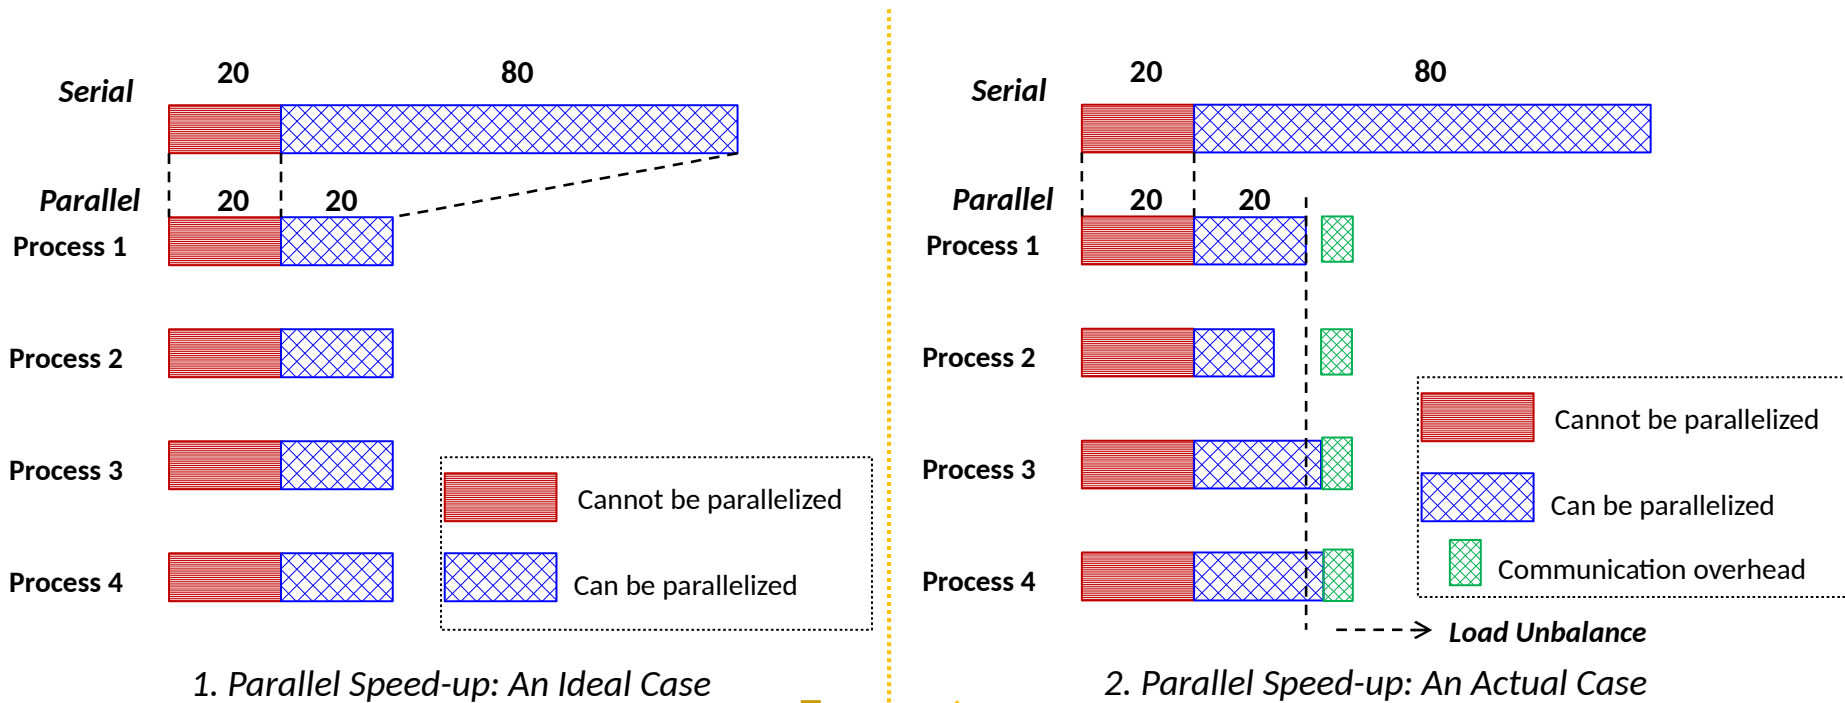 20 80
Serial
Parallel 20 20
Process 1
Process 2
Process 3
Process 4
Cannot be parallelized
Can be parallelized
1. Parallel Speed-up: An Ideal Case
20 80
Serial
Parallel 20 20
Process 1
Process 2
Process 3
Process 4
Cannot be parallelized
Can be parallelized
Communication overhead
Load Unbalance
2. Parallel Speed-up: An Actual Case